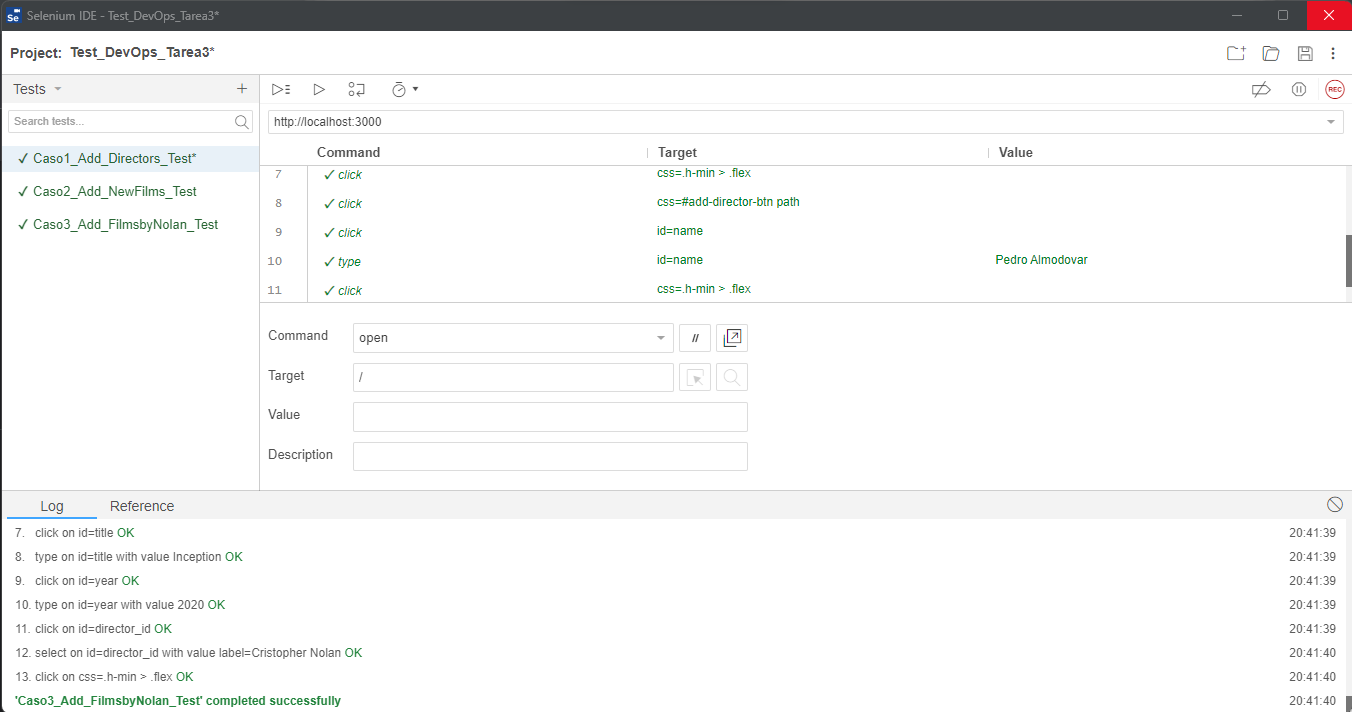 Se Selenium IDE - Test_DevOps_Tarea3*
Project: Test_DevOps_Tarea3*
Tests
Search tests...
✓ Caso1_Add_Directors_Test*
✓ Caso2_Add_NewFilms_Test
✓ Caso3_Add_FilmsbyNolan_Test
REC
http://localhost:3000
Command Target Value
7 ✓ click css=.h-min > .flex
8 ✓ click css=#add-director-btn path
9 ✓ click id=name
10 ✓ type id=name Pedro Almodovar
11 ✓ click css=.h-min > .flex
Command open //
Target /
Value
Description
Log Reference
7. click on id=title OK 20:41:39
8. type on id=title with value Inception OK 20:41:39
9. click on id=year OK 20:41:39
10. type on id=year with value 2020 OK 20:41:39
11. click on id=director_id OK 20:41:39
12. select on id=director_id with value label=Cristopher Nolan OK 20:41:40
13. click on css=.h-min > .flex OK 20:41:40
'Caso3_Add_FilmsbyNolan_Test' completed successfully 20:41:40